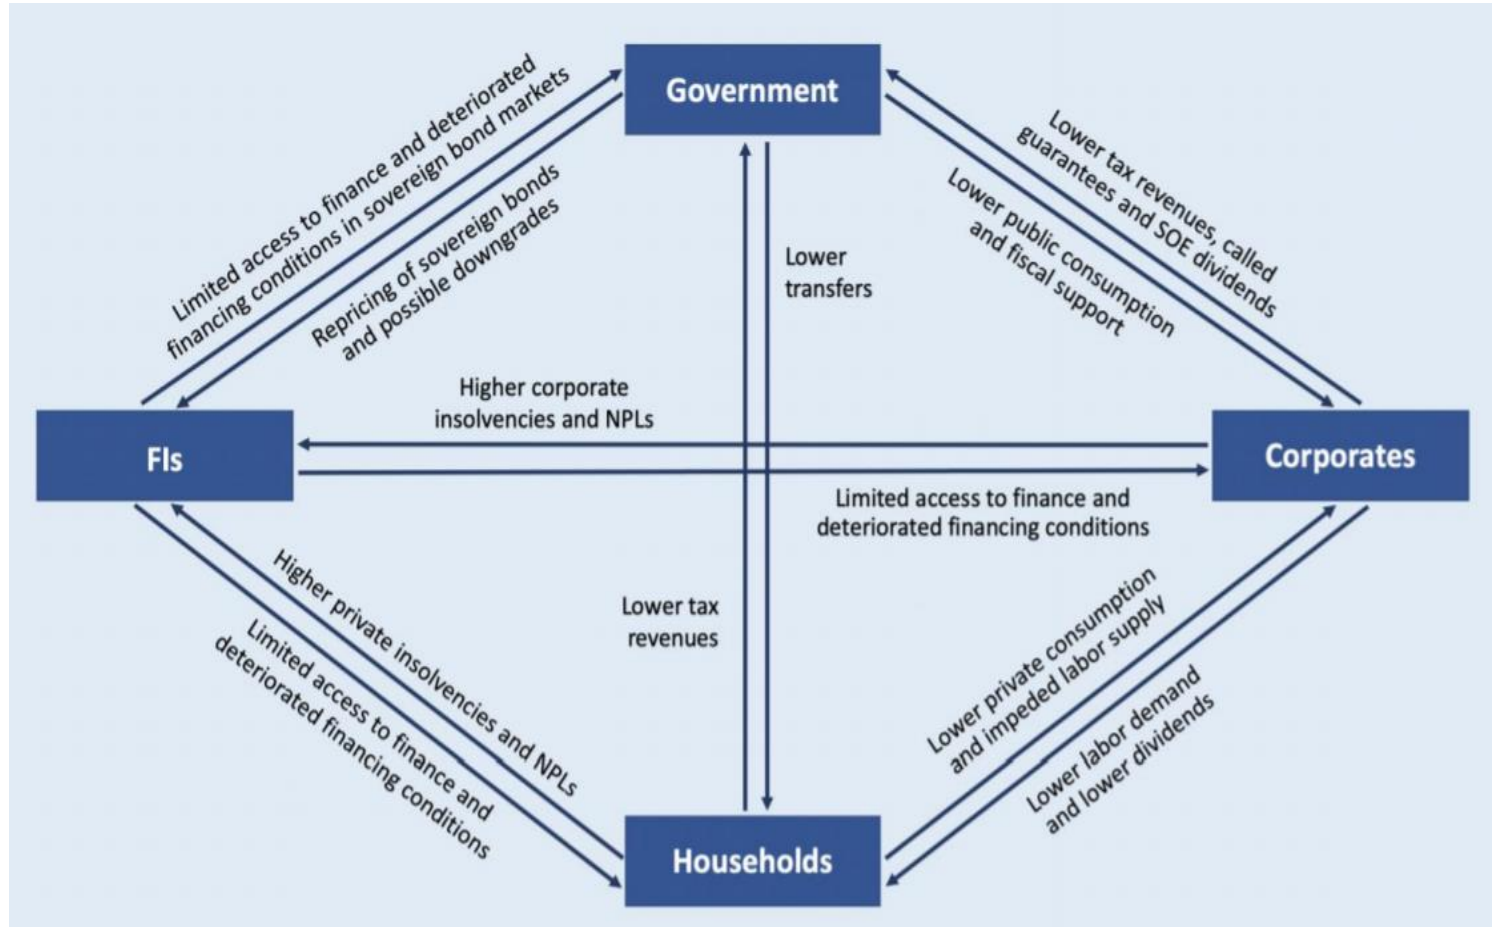 Government
Limited access to finance and deteriorated
financing conditions in sovereign bond markets
Repricing of sovereign bonds
and possible downgrades
Lower tax revenues, called
guarantees and SOE dividends
Lower public consumption
and fiscal support
Lower
transfers
Higher corporate
insolvencies and NPLs
FIs
Corporates
Limited access to finance and
deteriorated financing conditions
Lower tax
revenues
Higher private insolvencies and NPLs
Limited access to finance and
deteriorated financing conditions
Lower private consumption
and impeded labor supply
Lower labor demand
and lower dividends
Households